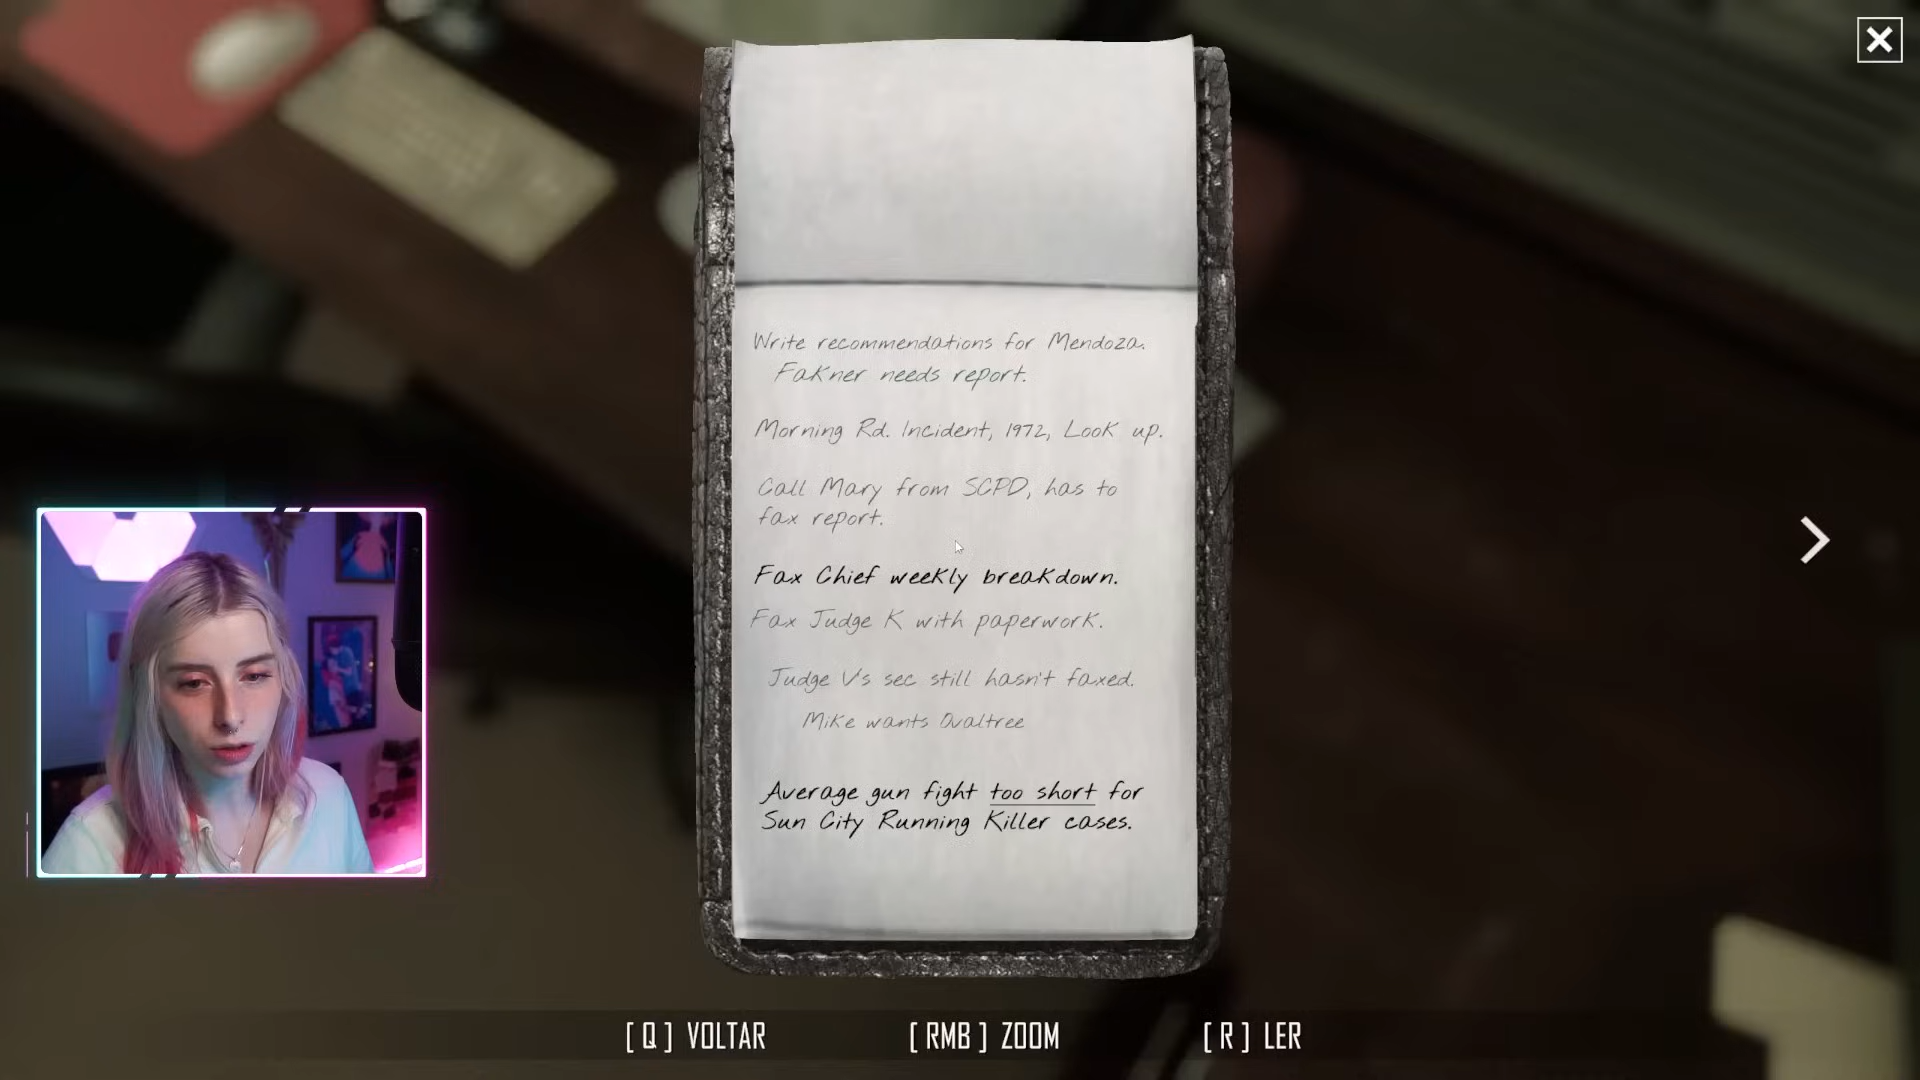 Write recommendations for Mendoza.
Fakner needs report.
Morning Rd. Incident, 1972, Look up.
Call Mary from SCPD, has to
fax report.
Fax Chief weekly breakdown.
Fax Judge K with paperwork.
Judge V's sec still hasn't faxed.
Mike wants Ovaltree
Average gun fight too short for
Sun City Running Killer cases.
[ Q ] VOLTAR [ RMB ] ZOOM [ R ] LER